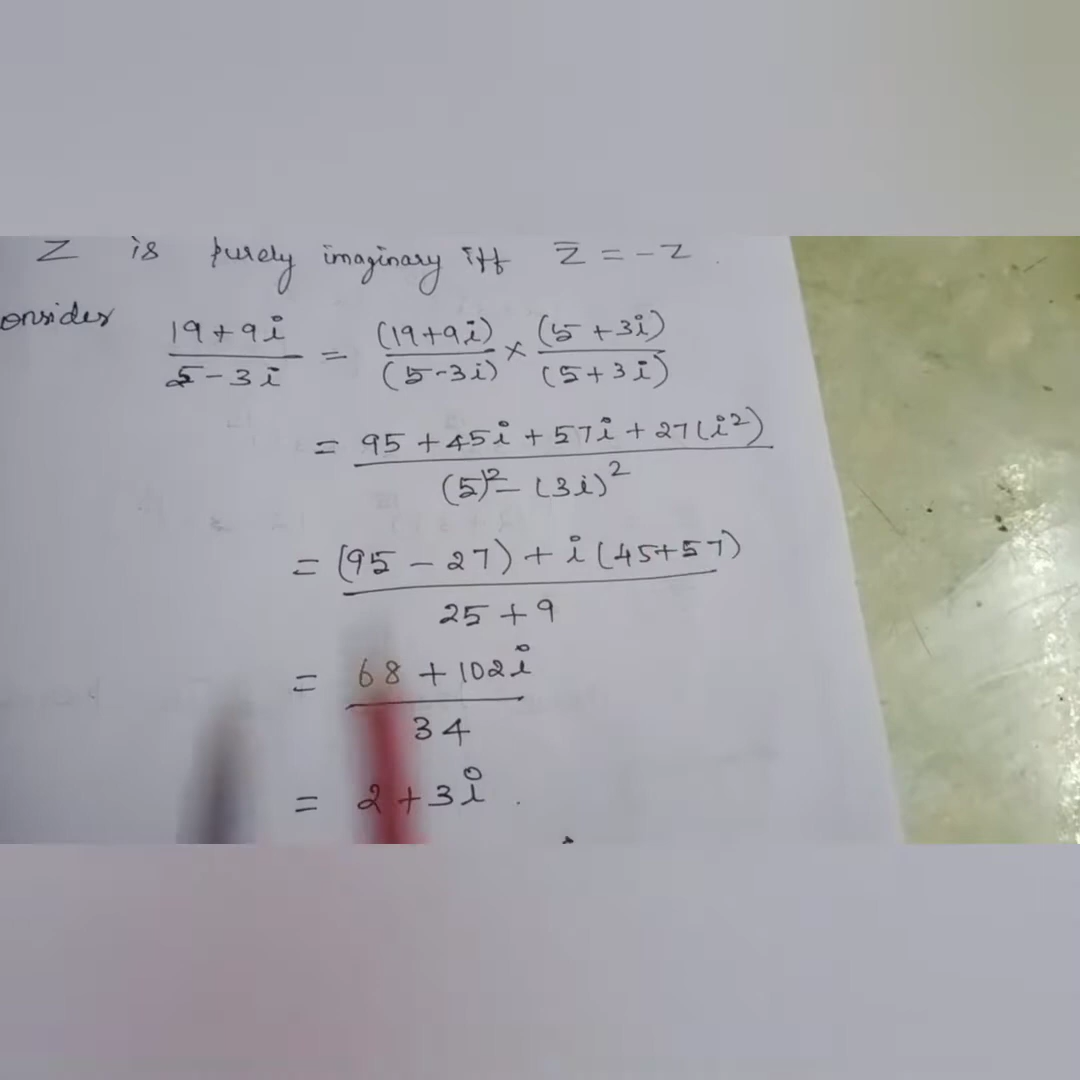 Z is purely imaginary iff z̅ = -z.
onsider (19+9i)/(5-3i) = (19+9i)/(5-3i) × (5+3i)/(5+3i)
= (95+45i+57i+27(i²))/((5)²-(3i)²)
= ((95-27)+i(45+57))/(25+9)
= (68+102i)/34
= 2+3i.